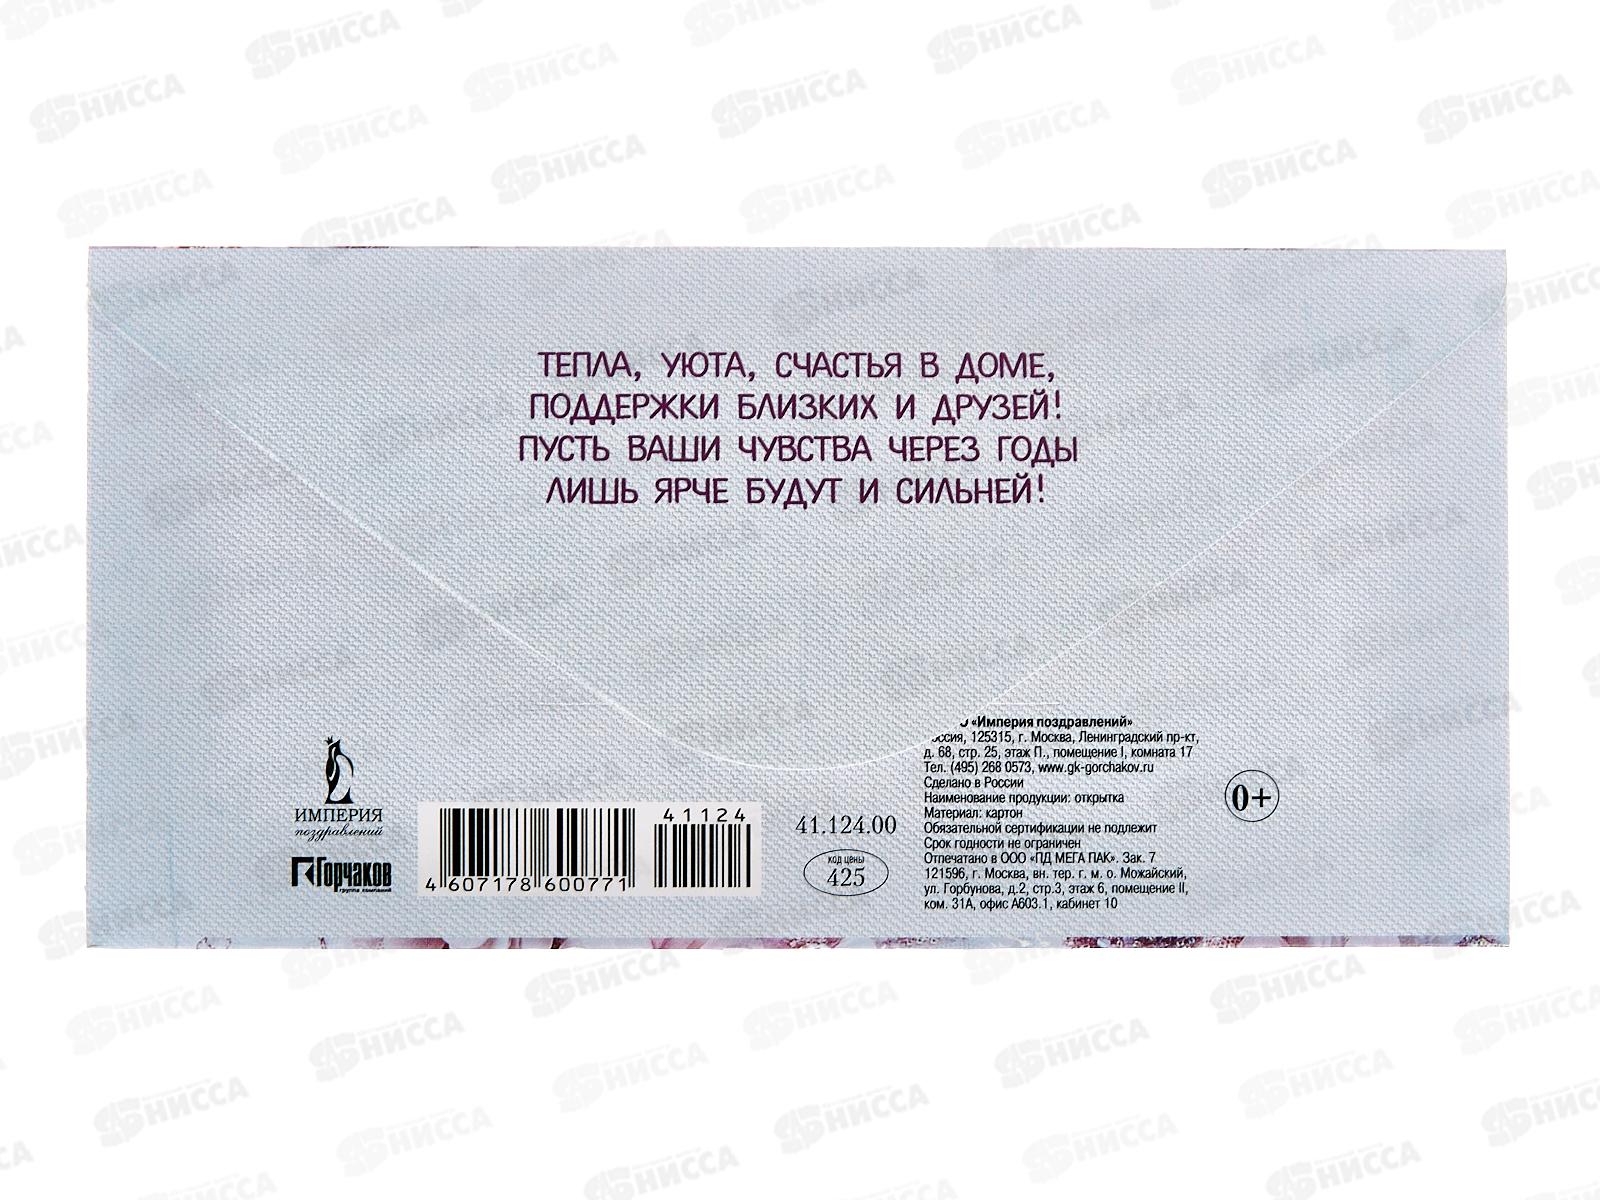 ТЕПЛА, УЮТА, СЧАСТЬЯ В ДОМЕ,
ПОДДЕРЖКИ БЛИЗКИХ И ДРУЗЕЙ!
ПУСТЬ ВАШИ ЧУВСТВА ЧЕРЕЗ ГОДЫ
ЛИШЬ ЯРЧЕ БУДУТ И СИЛЬНЕЙ!
ИМПЕРИЯ
поздравлений
Горчаков
группа компаний
4 607178 600771
41124
41.124.00
код цены
425
«Империя поздравлений»
125315, г. Москва, Ленинградский пр-кт,
д. 68, стр. 25, этаж П., помещение I, комната 17
Тел. (495) 268 0573, www.gk-gorchakov.ru
Сделано в России
Наименование продукции: открытка
Материал: картон
Обязательной сертификации не подлежит
Срок годности не ограничен
Отпечатано в ООО «ПД МЕГА ПАК». Зак. 7
121596, г. Москва, вн. тер. г. м. о. Можайский,
ул. Горбунова, д.2, стр.3, этаж 6, помещение II,
ком. 31А, офис А603.1, кабинет 10
0+
НИССА